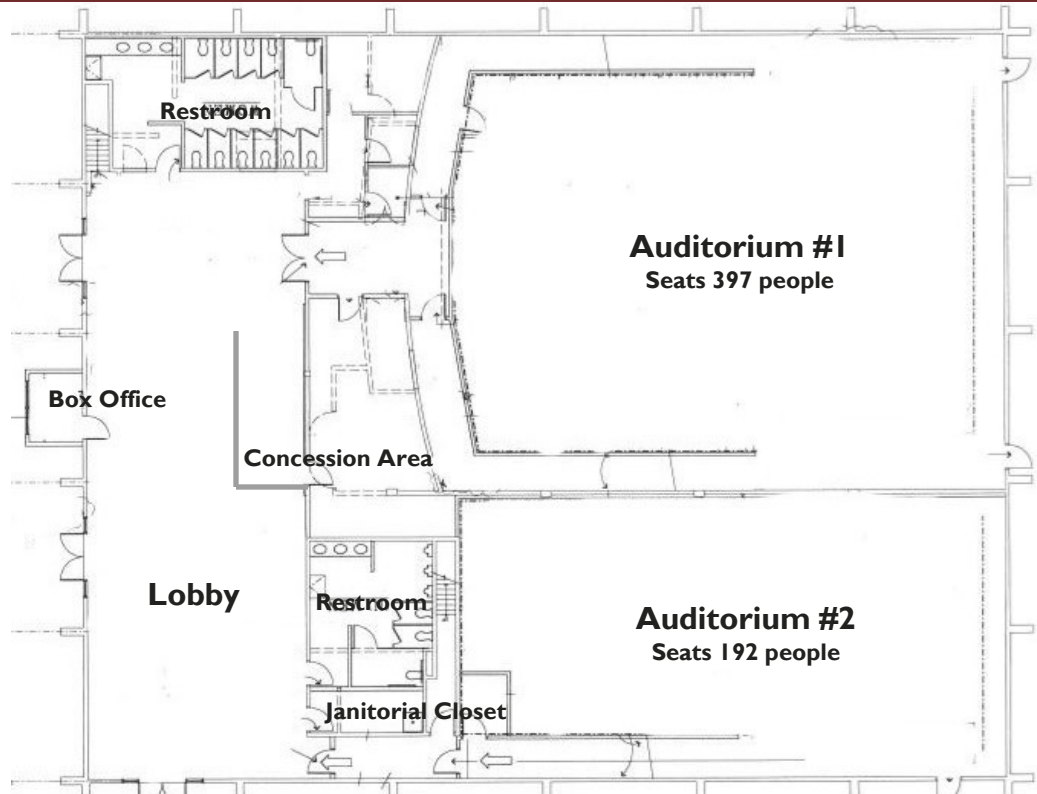 Restroom
Auditorium #1
Seats 397 people
Box Office
Concession Area
Lobby
Restroom
Auditorium #2
Seats 192 people
Janitorial Closet